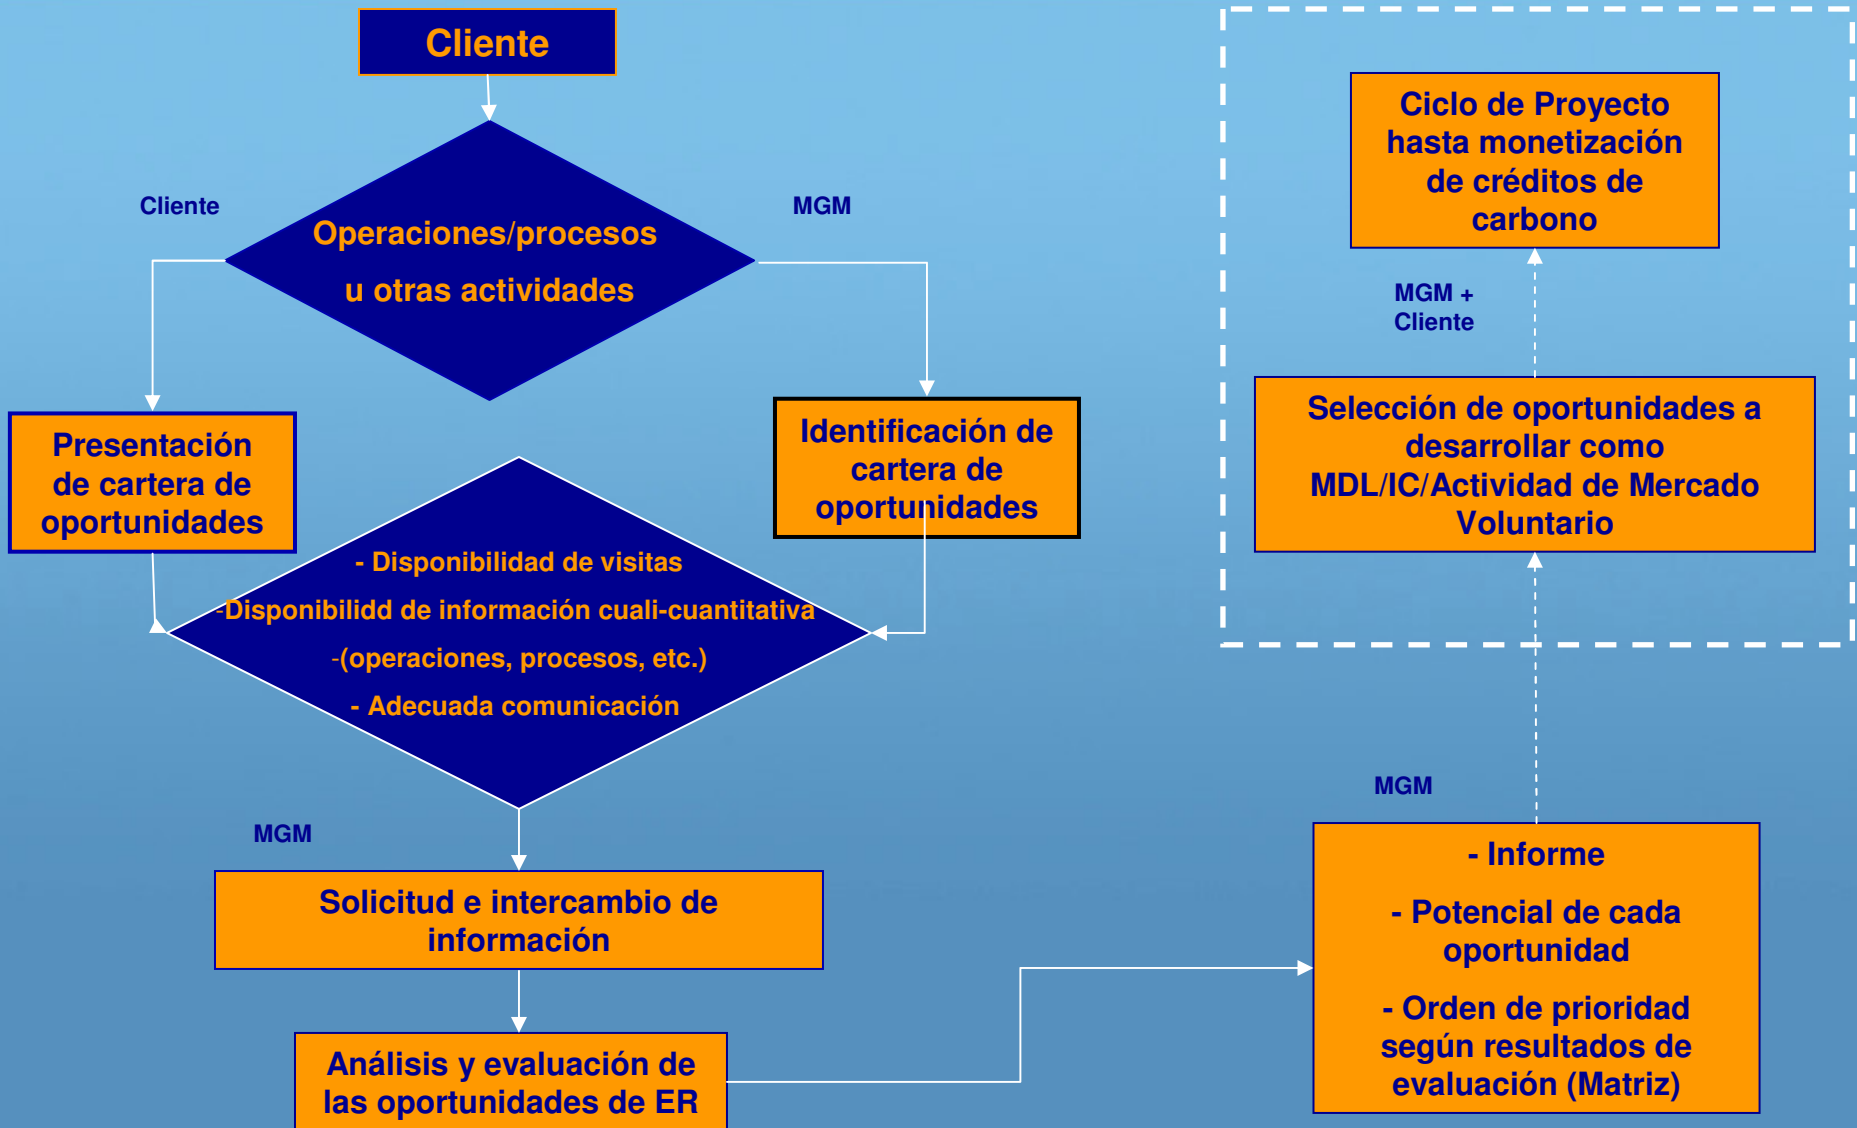 Cliente
Cliente
MGM
Operaciones/procesos
u otras actividades
Presentación
de cartera de
oportunidades
Identificación de
cartera de
oportunidades
- Disponibilidad de visitas
-Disponibilidd de información cuali-cuantitativa
-(operaciones, procesos, etc.)
- Adecuada comunicación
MGM
Solicitud e intercambio de
información
Análisis y evaluación de
las oportunidades de ER
Ciclo de Proyecto
hasta monetización
de créditos de
carbono
MGM +
Cliente
Selección de oportunidades a
desarrollar como
MDL/IC/Actividad de Mercado
Voluntario
MGM
- Informe
- Potencial de cada
oportunidad
- Orden de prioridad
según resultados de
evaluación (Matriz)